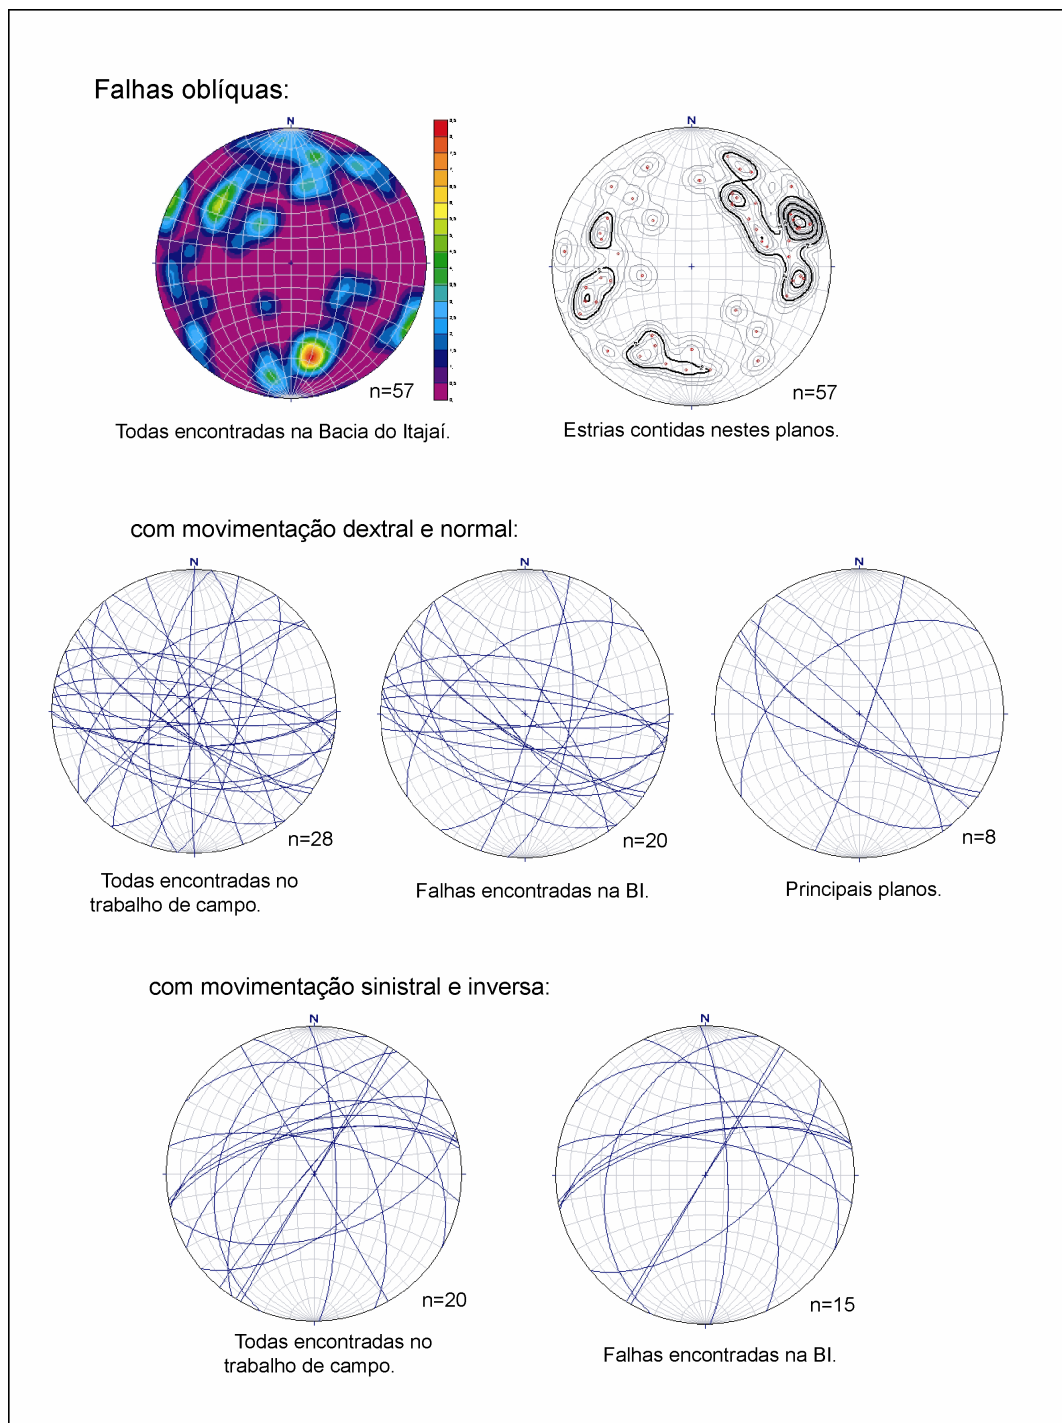 Falhas oblíquas:
N
N
n=57
n=57
Todas encontradas na Bacia do Itajaí.
Estrias contidas nestes planos.
com movimentação dextral e normal:
N
N
N
n=28
n=20
n=8
Todas encontradas no
trabalho de campo.
Falhas encontradas na BI.
Principais planos.
com movimentação sinistral e inversa:
N
N
n=20
n=15
Todas encontradas no
trabalho de campo.
Falhas encontradas na BI.